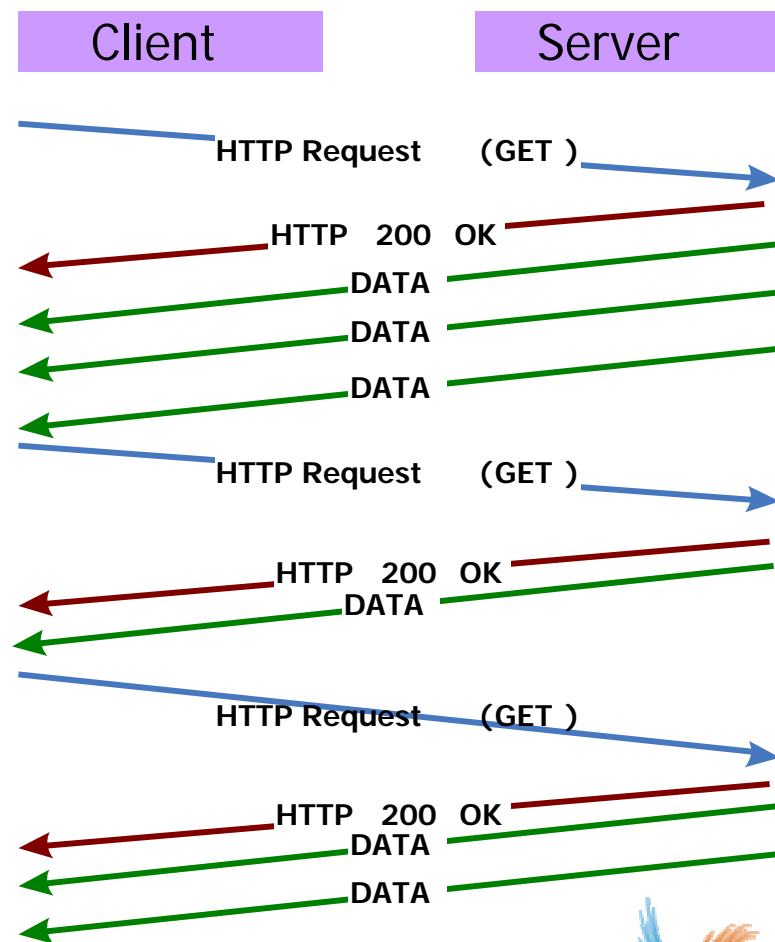 Client Server
HTTP Request (GET )
HTTP 200 OK
DATA
DATA
DATA
HTTP Request (GET )
HTTP 200 OK
DATA
HTTP Request (GET )
HTTP 200 OK
DATA
DATA